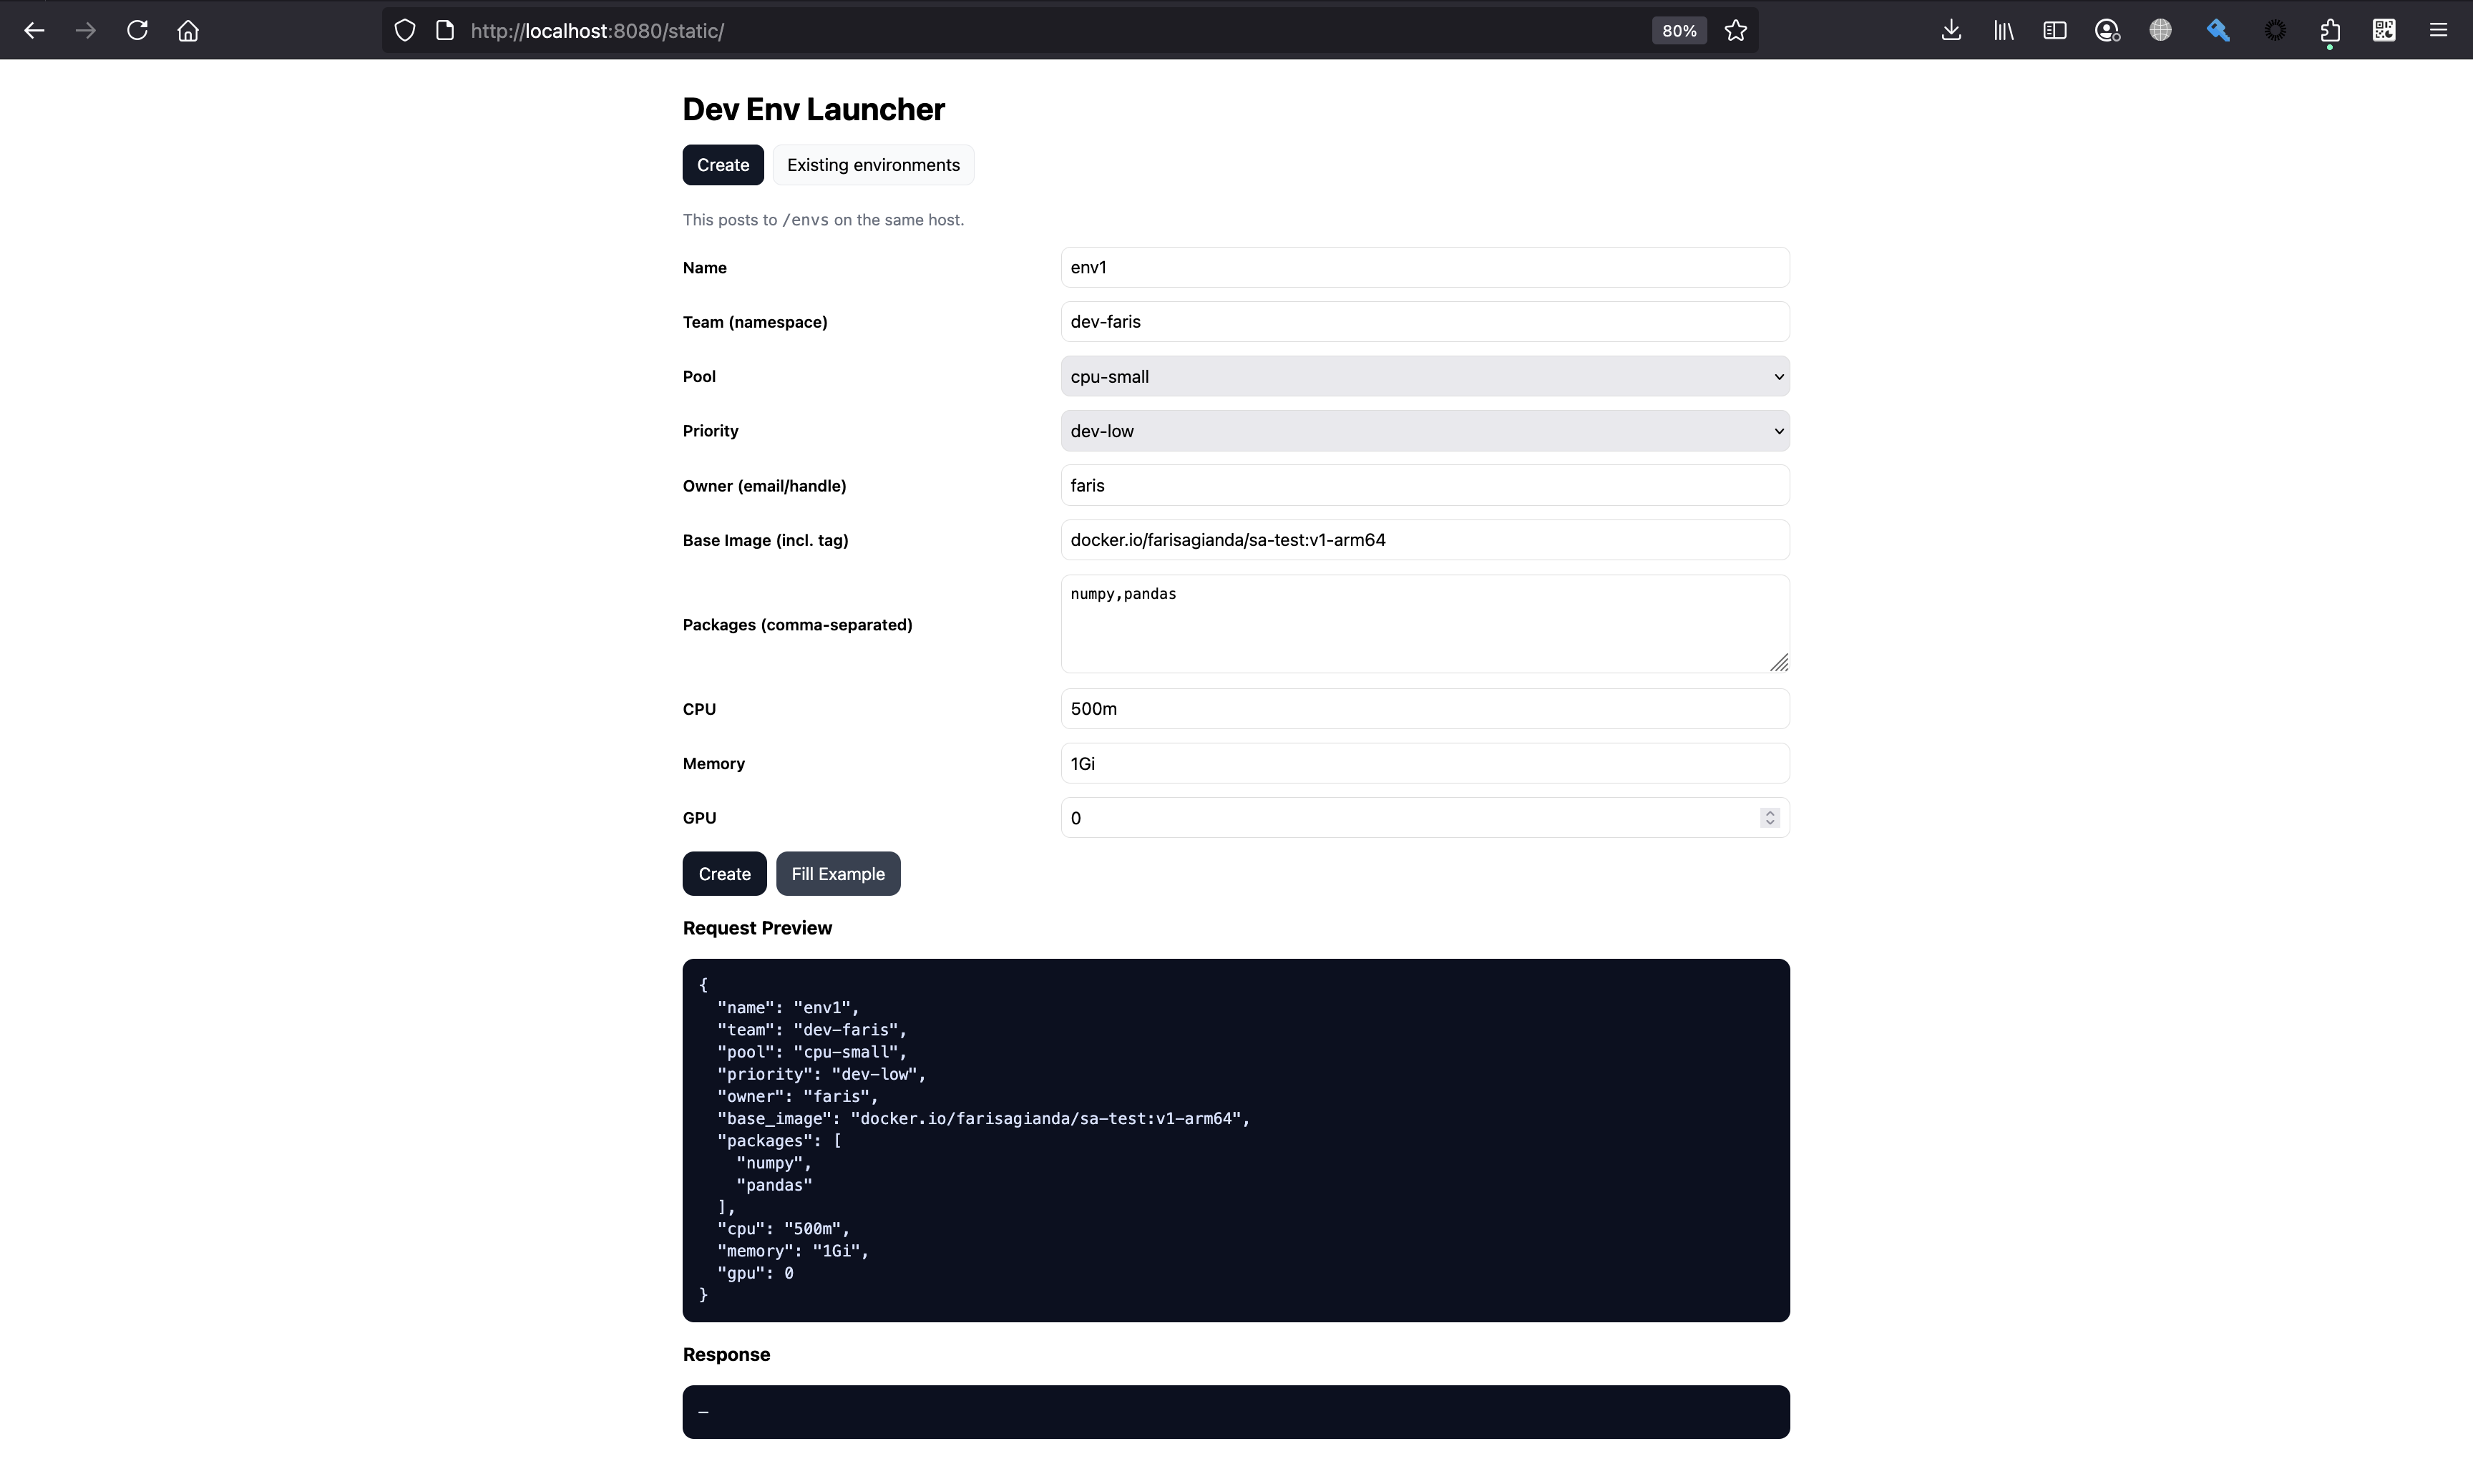 http://localhost:8080/static/
80%
Dev Env Launcher
Create
Existing environments
This posts to /envs on the same host.
Name
env1
Team (namespace)
dev-faris
Pool
cpu-small
Priority
dev-low
Owner (email/handle)
faris
Base Image (incl. tag)
docker.io/farisagianda/sa-test:v1-arm64
Packages (comma-separated)
numpy,pandas
CPU
500m
Memory
1Gi
GPU
0
Create
Fill Example
Request Preview
{
  "name": "env1",
  "team": "dev-faris",
  "pool": "cpu-small",
  "priority": "dev-low",
  "owner": "faris",
  "base_image": "docker.io/farisagianda/sa-test:v1-arm64",
  "packages": [
    "numpy",
    "pandas"
  ],
  "cpu": "500m",
  "memory": "1Gi",
  "gpu": 0
}
Response
—